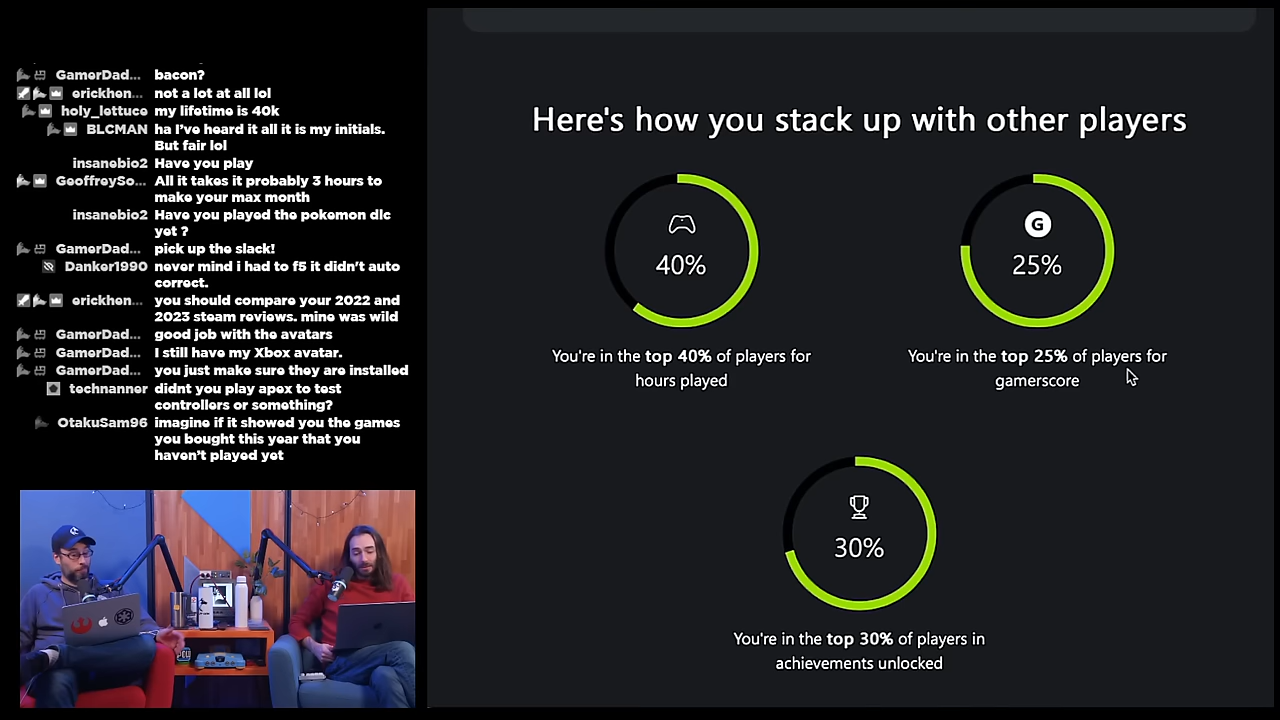 GamerDad... bacon?
erickhen... not a lot at all lol
holy_lettuce my lifetime is 40k
BLCMAN ha I've heard it all it is my initials.
But fair lol
insanebio2 Have you play
GeoffreySo... All it takes it probably 3 hours to
make your max month
insanebio2 Have you played the pokemon dlc
yet ?
GamerDad... pick up the slack!
Danker1990 never mind i had to f5 it didn't auto
correct.
erickhen... you should compare your 2022 and
2023 steam reviews. mine was wild
GamerDad... good job with the avatars
GamerDad... I still have my Xbox avatar.
GamerDad... you just make sure they are installed
technanner didnt you play apex to test
controllers or something?
OtakuSam96 imagine if it showed you the games
you bought this year that you
haven't played yet
Here's how you stack up with other players
40%
You're in the top 40% of players for
hours played
G
25%
You're in the top 25% of players for
gamerscore
30%
You're in the top 30% of players in
achievements unlocked